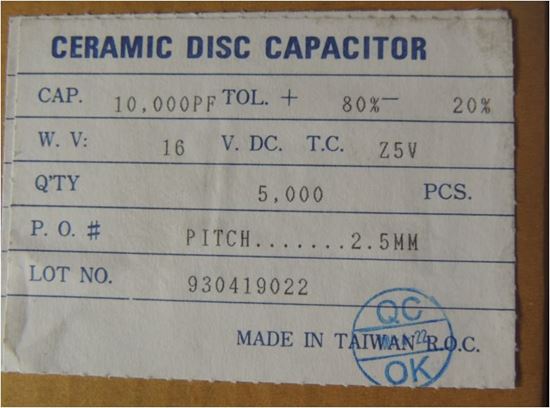 CERAMIC DISC CAPACITOR
CAP. 10,000PF TOL. + 80%- 20%
W. V: 16 V. DC. T.C. Z5V
Q'TY 5,000 PCS.
P. O. # PITCH.......2.5MM
LOT NO. 930419022
QC
MADE IN TAIWAN R.O.C.
22
OK